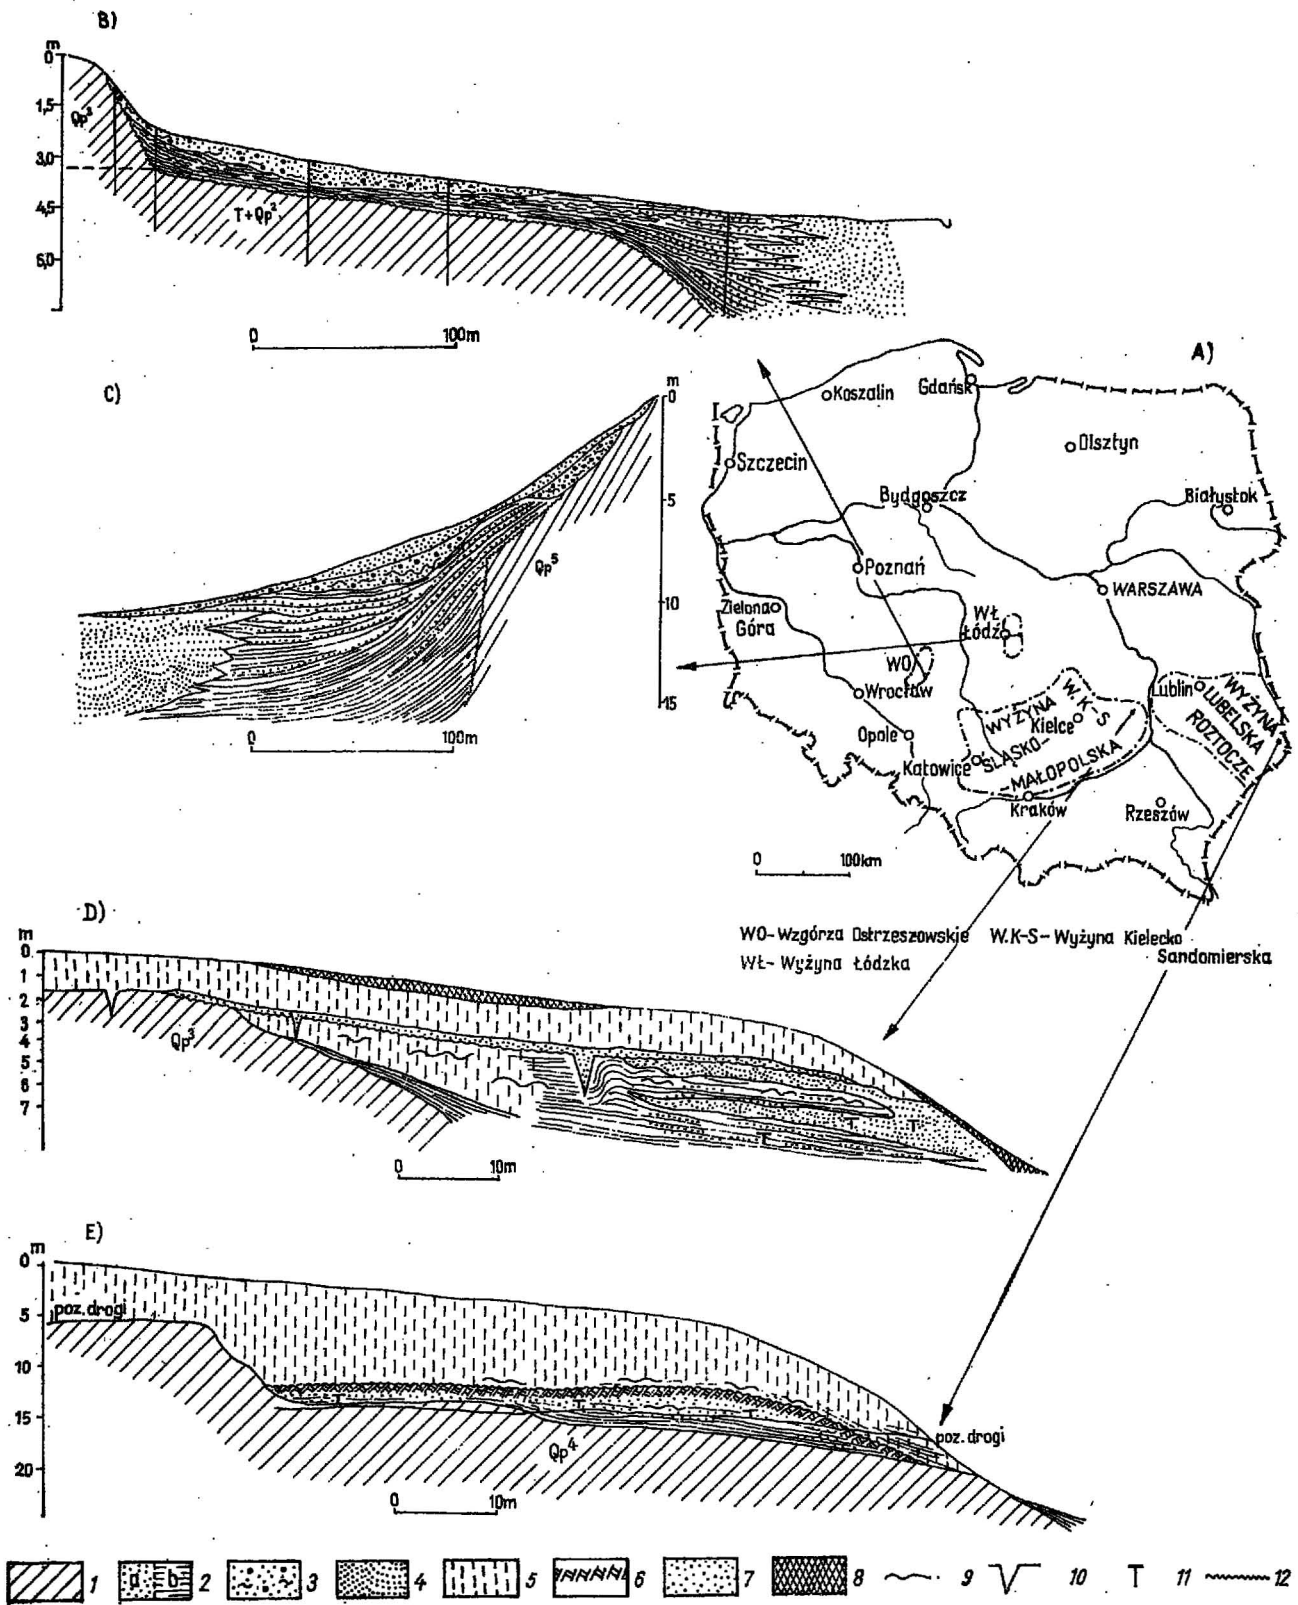 B)
m
0
1,5
3,0
4,5
6,0
Qp³
T+Qp²
0 100m
C)
m
0
5
10
15
Qp⁵
0 100m
A)
Koszalin
Gdańsk
Olsztyn
Szczecin
Bydgoszcz
Białystok
Poznań
WARSZAWA
Zielona
Góra
WŁ
Łódź
WO
Wrocław
Lublin
WYŻYNA
LUBELSKA
ROZTOCZE
WYŻYNA
W.K-S
Kielce
ŚLĄSKO-
MAŁOPOLSKA
Opole
Katowice
Kraków
Rzeszów
0 100km
WO-Wzgórza Ostrzeszowskie W.K-S-Wyżyna Kielecko
Sandomierska
WŁ-Wyżyna Łódzka
D)
m
0
1
2
3
4
5
6
7
Qp³
T
T
T
0 10m
E)
m
0
5
10
15
20
poz.drogi
T
T
poz.drogi
Qp⁴
0 10m
1 a b 2 3 4 5 6 7 8 9 10 T 11 12